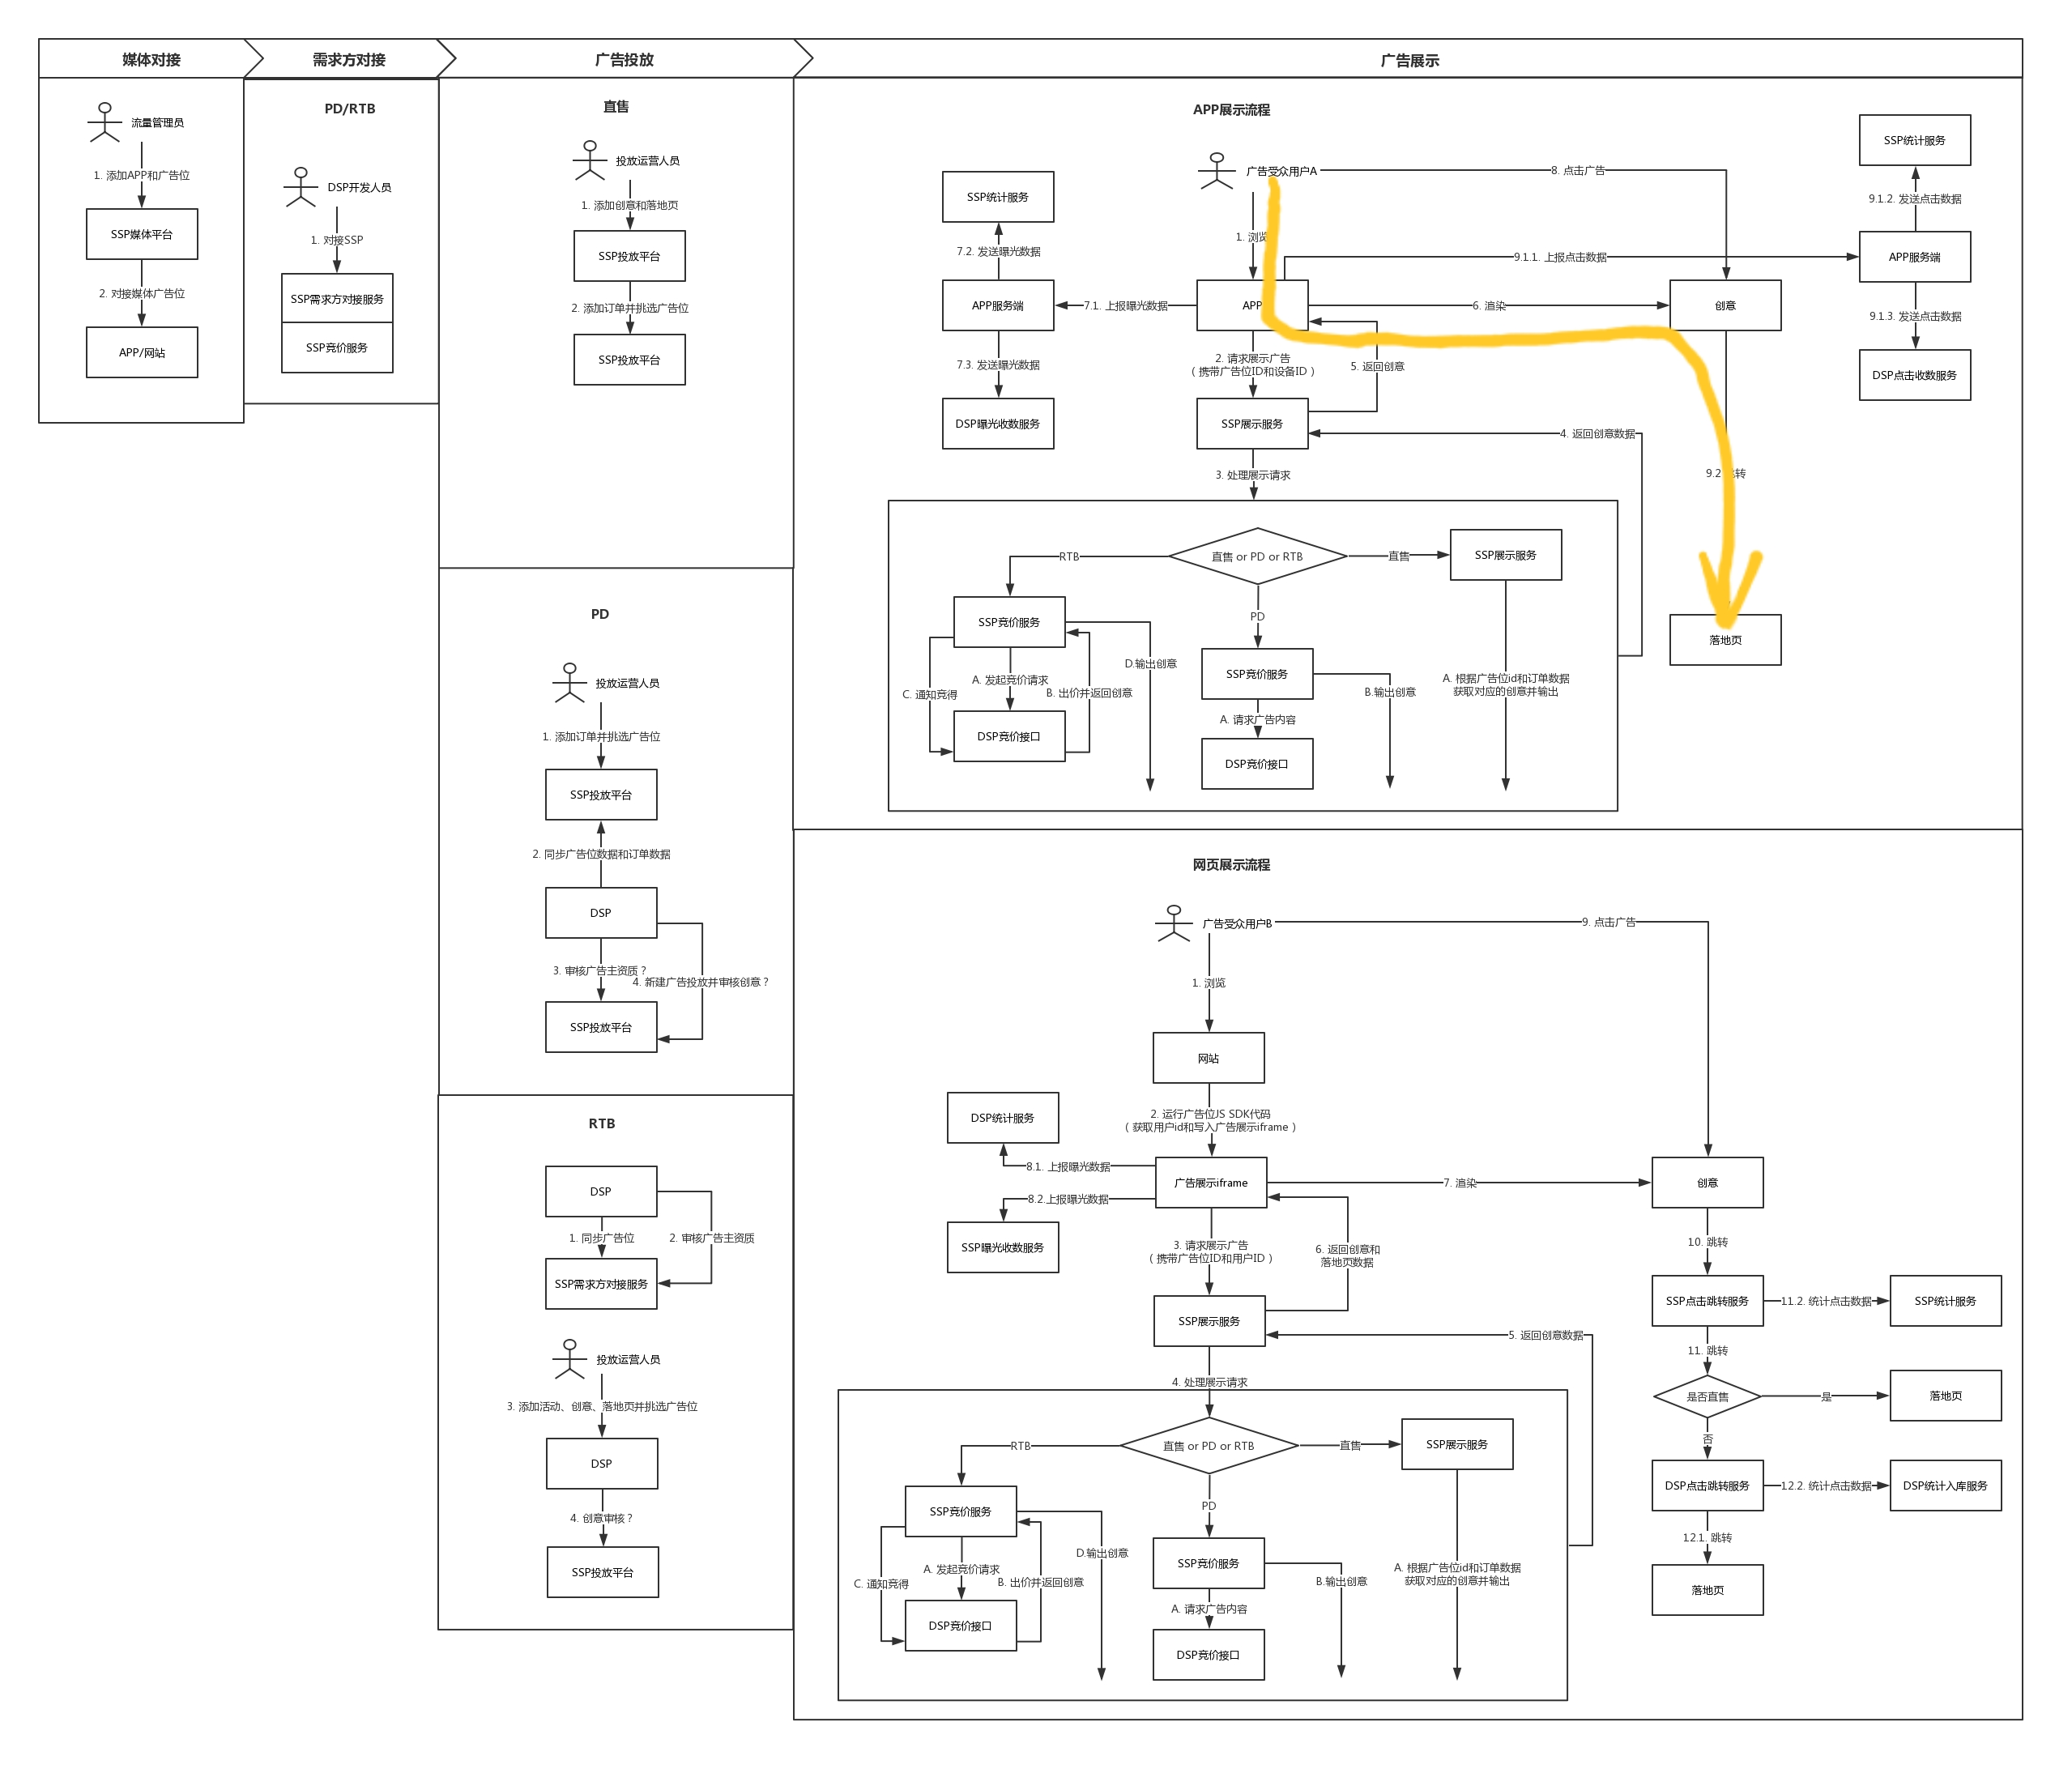 媒体对接
需求方对接
广告投放
广告展示
流量管理员
1. 添加APP和广告位
SSP媒体平台
2. 对接媒体广告位
APP/网站
PD/RTB
DSP开发人员
1. 对接SSP
SSP需求方对接服务
SSP竞价服务
直售
投放运营人员
1. 添加创意和落地页
SSP投放平台
2. 添加订单并挑选广告位
SSP投放平台
PD
投放运营人员
1. 添加订单并挑选广告位
SSP投放平台
2. 同步广告位数据和订单数据
DSP
3. 审核广告主资质？
4. 新建广告投放并审核创意？
SSP投放平台
RTB
DSP
1. 同步广告位
2. 审核广告主资质
SSP需求方对接服务
投放运营人员
3. 添加活动、创意、落地页并挑选广告位
DSP
4. 创意审核？
SSP投放平台
APP展示流程
广告受众用户A
8. 点击广告
SSP统计服务
SSP统计服务
9.1.2. 发送点击数据
1. 浏览
7.2. 发送曝光数据
9.1.1. 上报点击数据
APP服务端
APP服务端
7.1. 上报曝光数据
APP
6. 渲染
创意
9.1.3. 发送点击数据
2. 请求展示广告
（携带广告位ID和设备ID）
5. 返回创意
7.3. 发送曝光数据
DSP点击收数服务
DSP曝光收数服务
SSP展示服务
4. 返回创意数据
3. 处理展示请求
9.2 跳转
RTB
直售 or PD or RTB
直售
SSP展示服务
SSP竞价服务
PD
落地页
D.输出创意
A. 发起竞价请求
SSP竞价服务
A. 根据广告位id和订单数据
获取对应的创意并输出
C. 通知竞得
B. 出价并返回创意
B.输出创意
A. 请求广告内容
DSP竞价接口
DSP竞价接口
网页展示流程
广告受众用户B
9. 点击广告
1. 浏览
网站
2. 运行广告位JS SDK代码
（获取用户id和写入广告展示iframe）
DSP统计服务
8.1. 上报曝光数据
广告展示iframe
7. 渲染
创意
8.2.上报曝光数据
SSP曝光收数服务
3. 请求展示广告
（携带广告位ID和用户ID）
6. 返回创意和
落地页数据
10. 跳转
SSP展示服务
SSP点击跳转服务
11.2. 统计点击数据
SSP统计服务
5. 返回创意数据
11. 跳转
4. 处理展示请求
是否直售
是
落地页
RTB
直售 or PD or RTB
直售
SSP展示服务
否
DSP点击跳转服务
12.2. 统计点击数据
DSP统计入库服务
SSP竞价服务
PD
12.1. 跳转
D.输出创意
SSP竞价服务
A. 发起竞价请求
A. 根据广告位id和订单数据
获取对应的创意并输出
C. 通知竞得
B. 出价并返回创意
B.输出创意
落地页
A. 请求广告内容
DSP竞价接口
DSP竞价接口